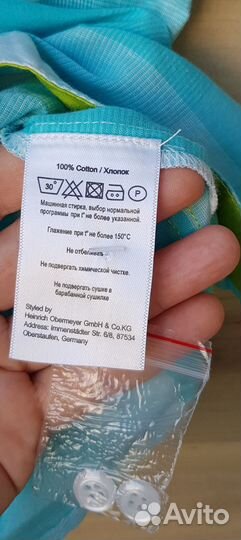 100% Cotton / Хлопок
30°
P
Машинная стирка, выбор нормальной
программы при t° не более указанной
Глажение при t° не более 150°C
Не отбеливать
Не подвергать химической чистке.
Не подвергать сушке в
барабанной сушилке
Styled by
Heinrich Obermeyer GmbH & Co.KG
Address: Immenstädter Str. 6/8, 87534
Oberstaufen, Germany
Avito